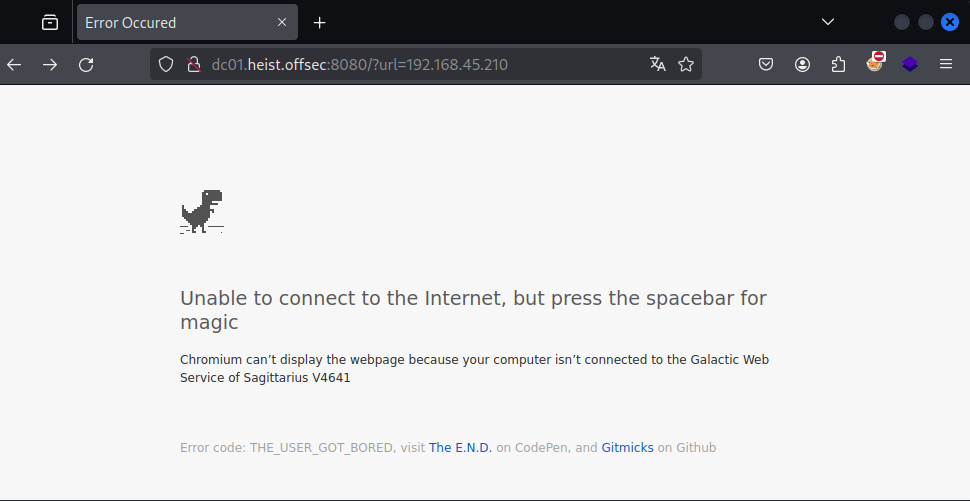 Error Occured
dc01.heist.offsec:8080/?url=192.168.45.210
Unable to connect to the Internet, but press the spacebar for
magic
Chromium can’t display the webpage because your computer isn’t connected to the Galactic Web
Service of Sagittarius V4641
Error code: THE_USER_GOT_BORED, visit The E.N.D. on CodePen, and Gitmicks on Github